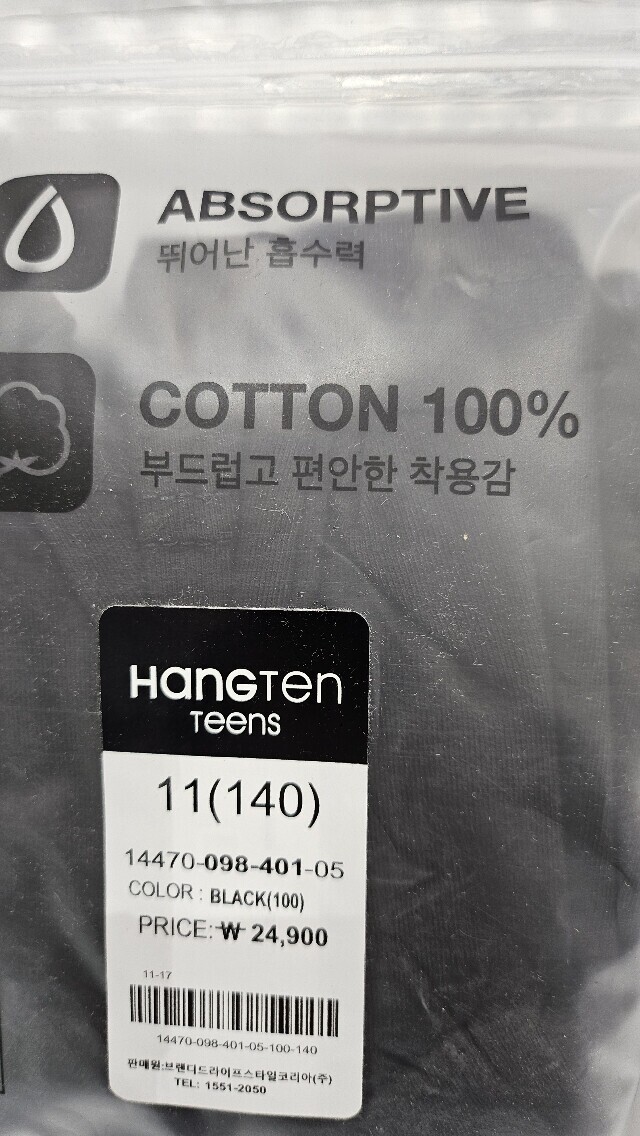 ABSORPTIVE
뛰어난 흡수력
COTTON 100%
부드럽고 편안한 착용감
HANGTEN
TEENS
11(140)
14470-098-401-05
COLOR : BLACK(100)
PRICE: ₩ 24,900
11-17
14470-098-401-05-100-140
판매원:브랜디드라이프스타일코리아(주)
TEL: 1551-2050